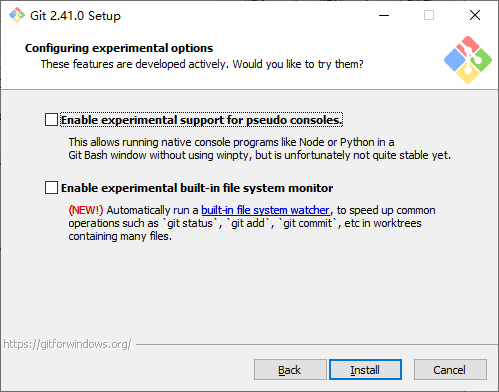 Git 2.41.0 Setup
Configuring experimental options
These features are developed actively. Would you like to try them?
Enable experimental support for pseudo consoles.
This allows running native console programs like Node or Python in a
Git Bash window without using winpty, but is unfortunately not quite stable yet.
Enable experimental built-in file system monitor
(NEW!) Automatically run a built-in file system watcher, to speed up common
operations such as `git status`, `git add`, `git commit`, etc in worktrees
containing many files.
https://gitforwindows.org/
Back Install Cancel